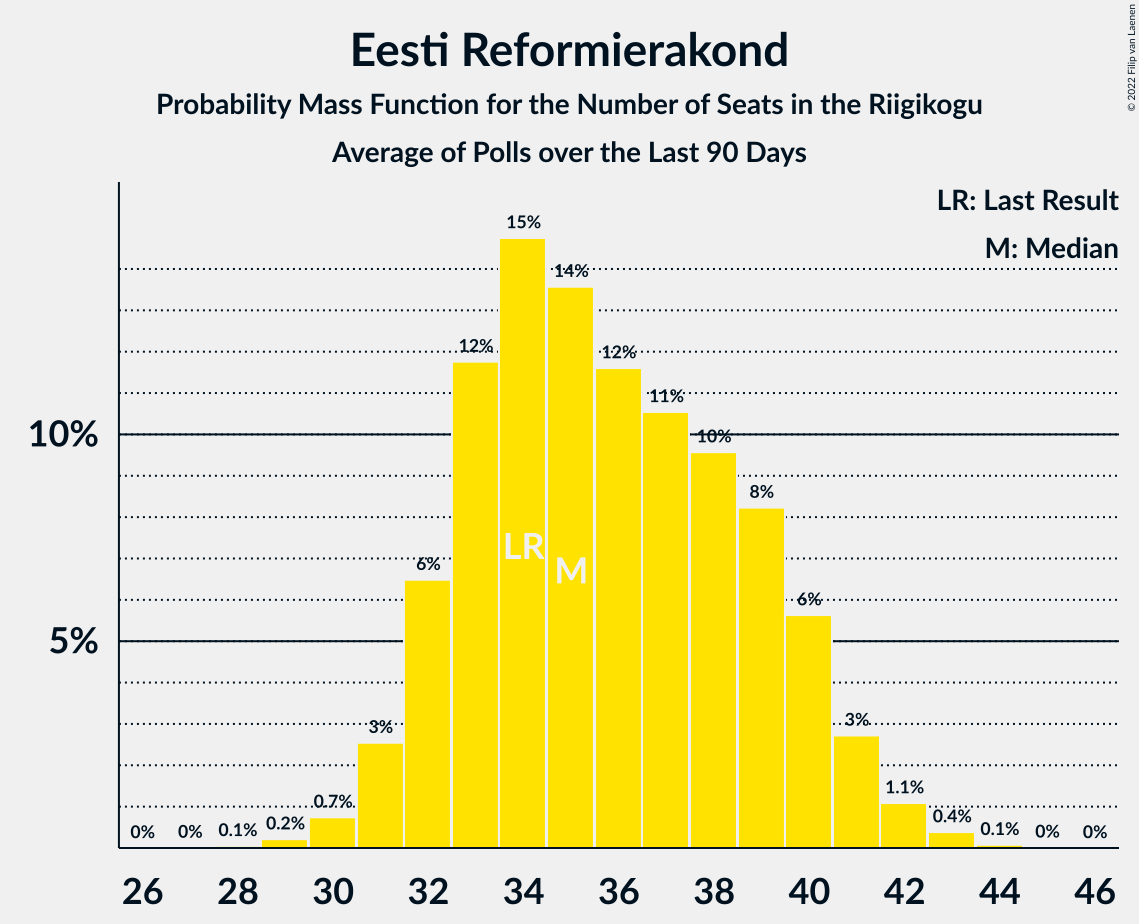 Eesti Reformierakond
Probability Mass Function for the Number of Seats in the Riigikogu
Average of Polls over the Last 90 Days
© 2022 Filip van Laenen
LR: Last Result
M: Median
10%
5%
0%
0%
0.1%
0.2%
0.7%
3%
6%
12%
15%
14%
12%
11%
10%
8%
6%
3%
1.1%
0.4%
0.1%
0%
0%
LR
M
26 28 30 32 34 36 38 40 42 44 46